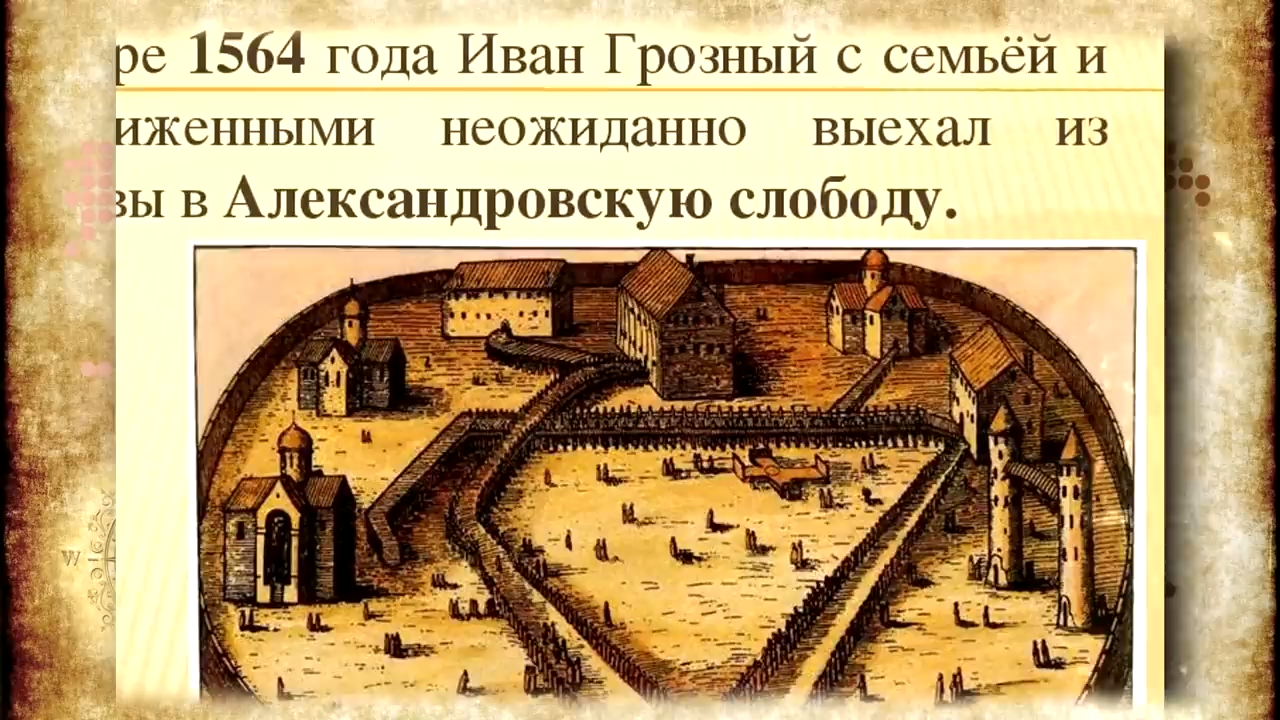 ре 1564 года Иван Грозный с семьёй и
иженными неожиданно выехал из
вы в Александровскую слободу.
W